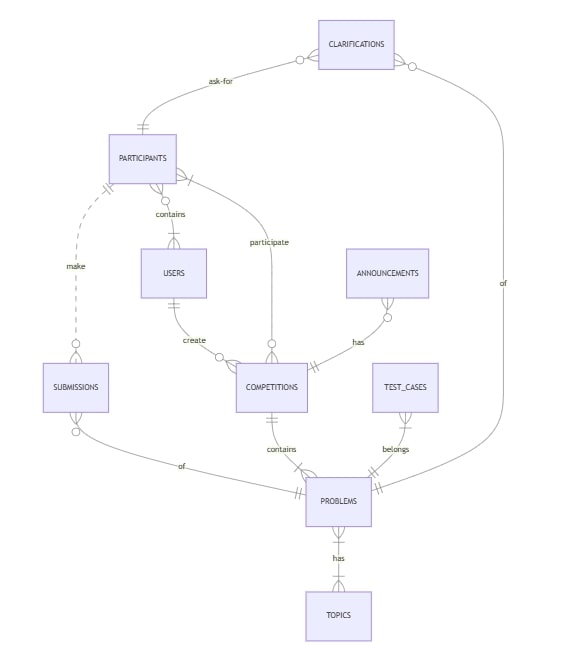 CLARIFICATIONS
ask-for
PARTICIPANTS
contains
make
participate
USERS
ANNOUNCEMENTS
of
create
has
SUBMISSIONS
COMPETITIONS
TEST_CASES
contains
belongs
of
PROBLEMS
has
TOPICS